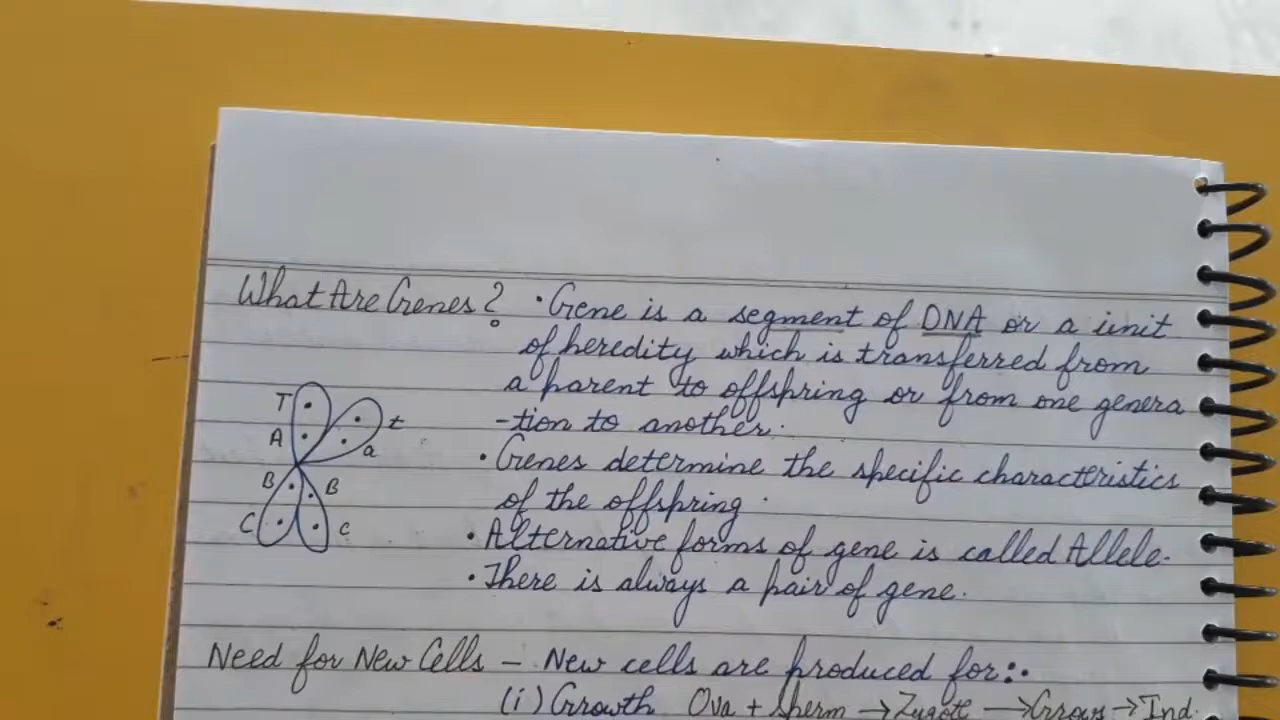 What Are Genes? • Gene is a segment of DNA or a unit
of heredity which is transferred from
a parent to offspring or from one genera
-tion to another.
• Genes determine the specific characteristics
of the offspring.
• Alternative forms of gene is called Allele.
• There is always a pair of gene.
T
t
A
a
B B
C C
Need for New Cells – New cells are produced for:-
(i) Growth Ova + Sperm → Zygote → Grows → Ind.